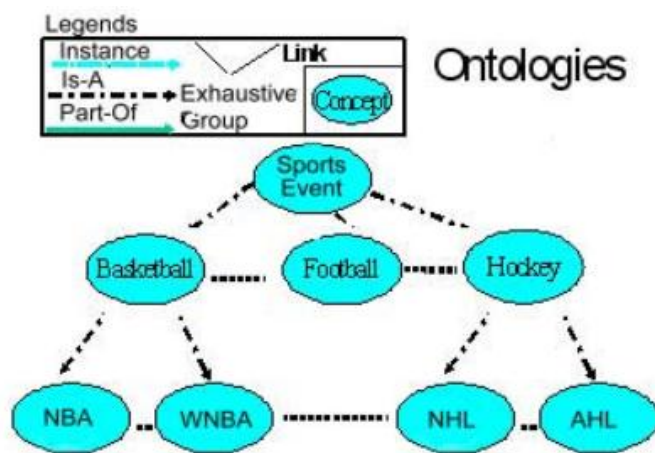 Legends
Instance
Link
Is-A
Exhaustive
Group
Part-Of
Concept
Ontologies
Sports
Event
Basketball
Football
Hockey
NBA
WNBA
NHL
AHL